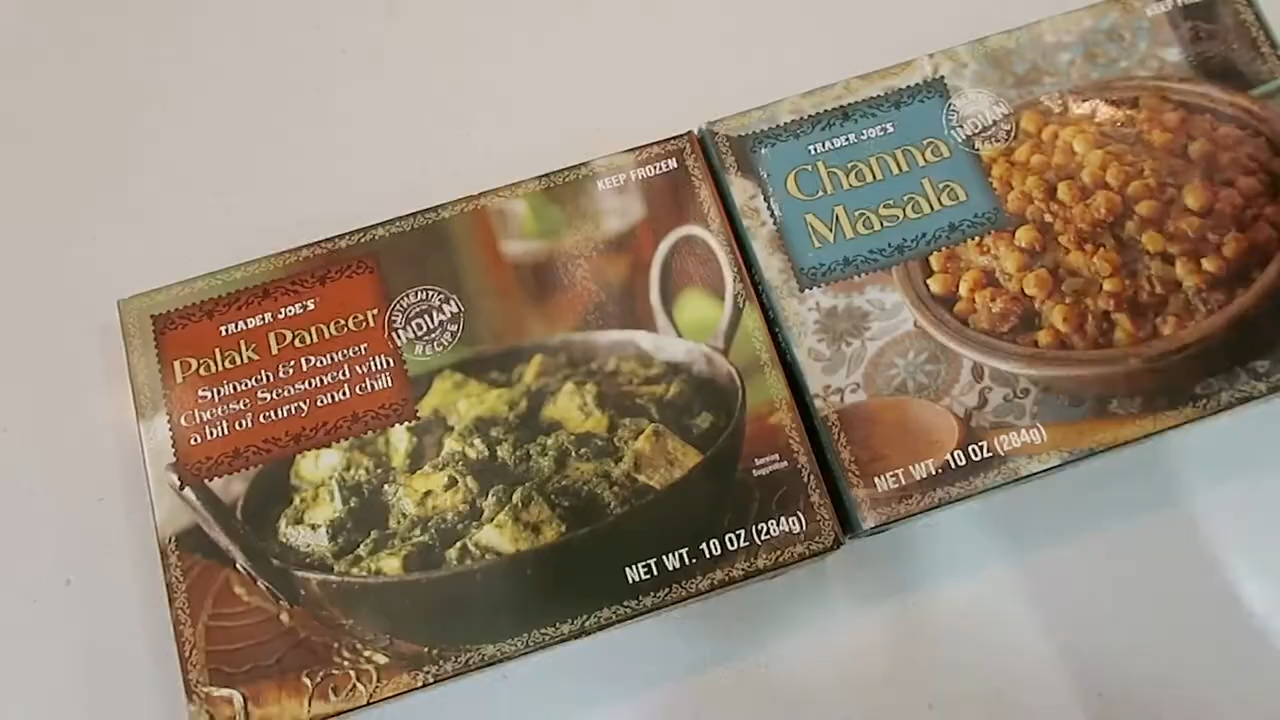 TRADER JOE'S
Palak Paneer
Spinach & Paneer
Cheese Seasoned with
a bit of curry and chili
AUTHENTIC
INDIAN
RECIPE
KEEP FROZEN
Serving
Suggestion
NET WT. 10 OZ (284g)
TRADER JOE'S
Channa
Masala
AUTHENTIC
INDIAN
RECIPE
KEEP
NET WT. 10 OZ (284g)